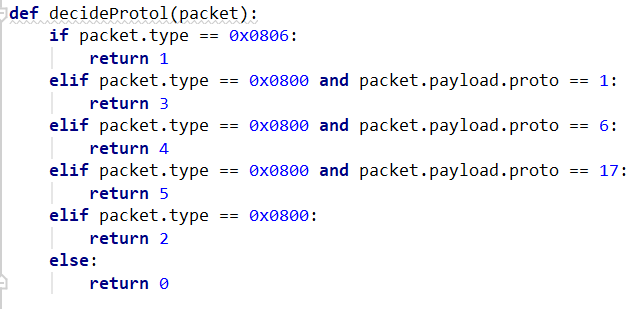 def decideProtol(packet):
    if packet.type == 0x0806:
        return 1
    elif packet.type == 0x0800 and packet.payload.proto == 1:
        return 3
    elif packet.type == 0x0800 and packet.payload.proto == 6:
        return 4
    elif packet.type == 0x0800 and packet.payload.proto == 17:
        return 5
    elif packet.type == 0x0800:
        return 2
    else:
        return 0